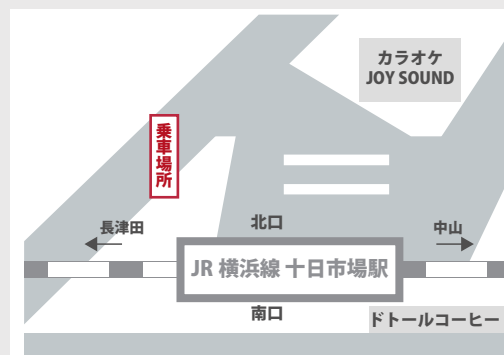 カラオケ
JOY SOUND
乗車場所
長津田
北口
中山
JR 横浜線 十日市場駅
南口
ドトールコーヒー